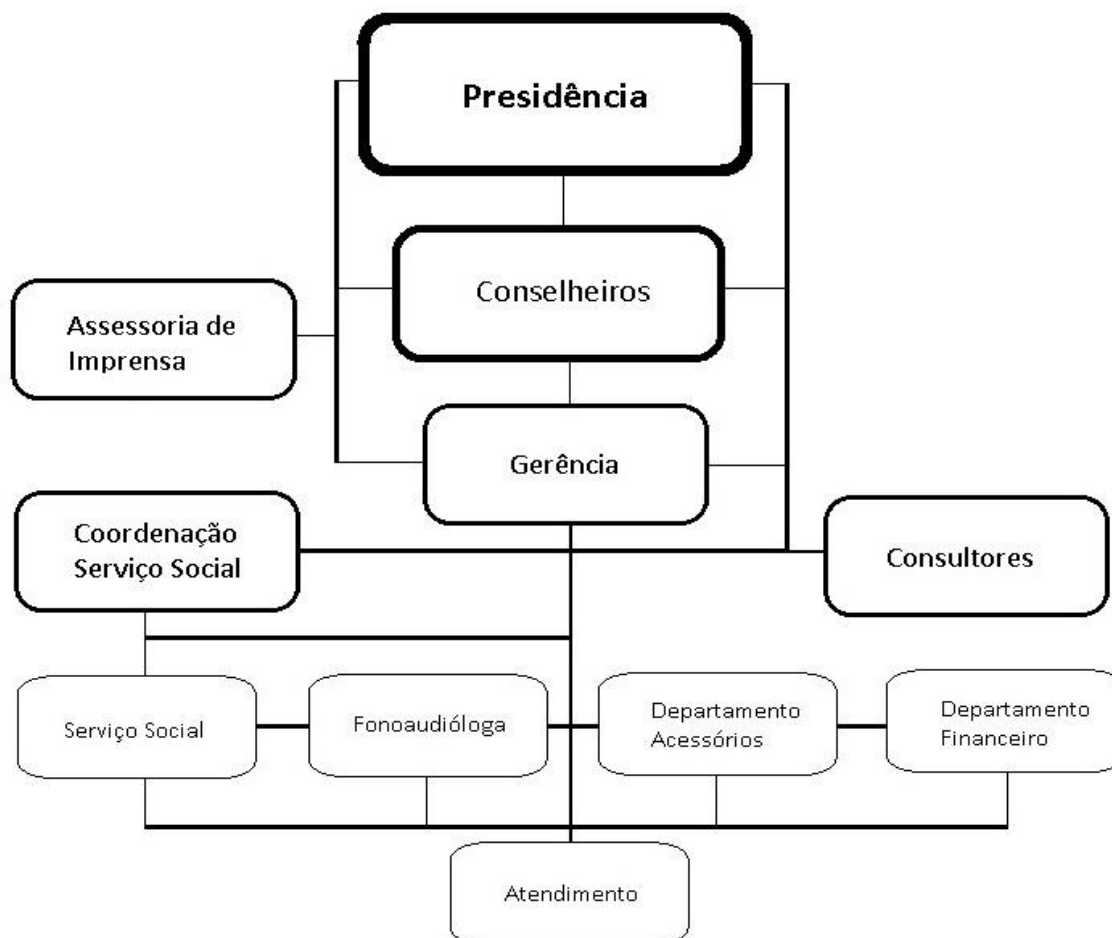 Presidência
Conselheiros
Assessoria de
Imprensa
Gerência
Coordenação
Serviço Social
Consultores
Serviço Social
Fonoaudióloga
Departamento
Acessórios
Departamento
Financeiro
Atendimento